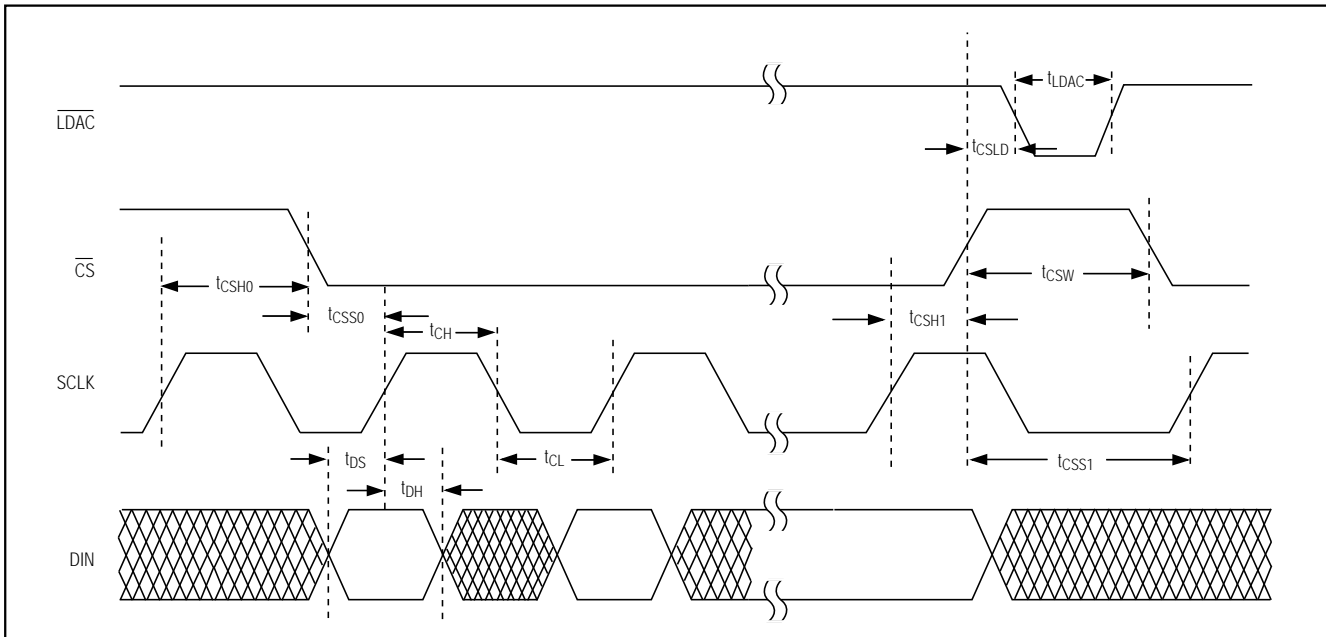 tLDAC
LDAC
tCSLD
CS
tCSH0
tCSW
tCSS0
tCH
tCSH1
SCLK
tDS
tCL
tCSS1
tDH
DIN